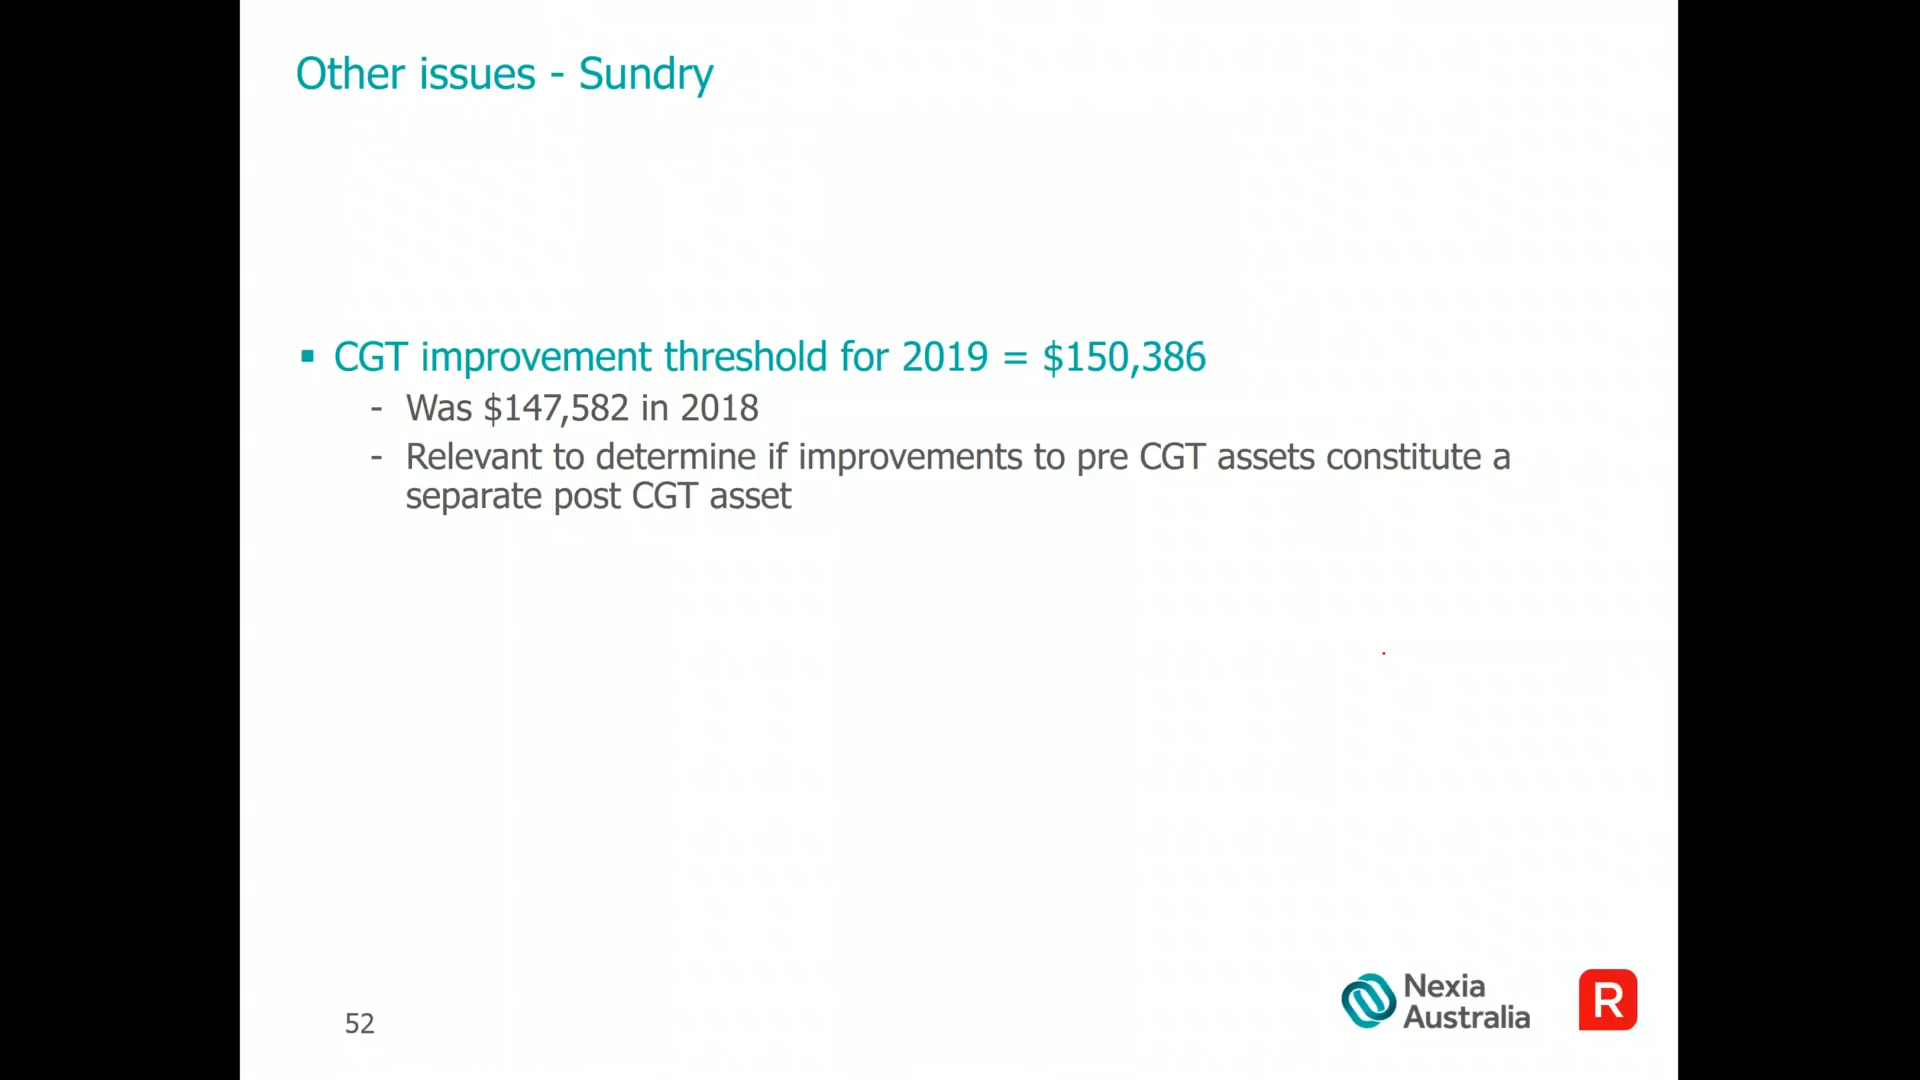 Other issues - Sundry
▪ CGT improvement threshold for 2019 = $150,386
- Was $147,582 in 2018
- Relevant to determine if improvements to pre CGT assets constitute a
separate post CGT asset
52
Nexia
Australia
R